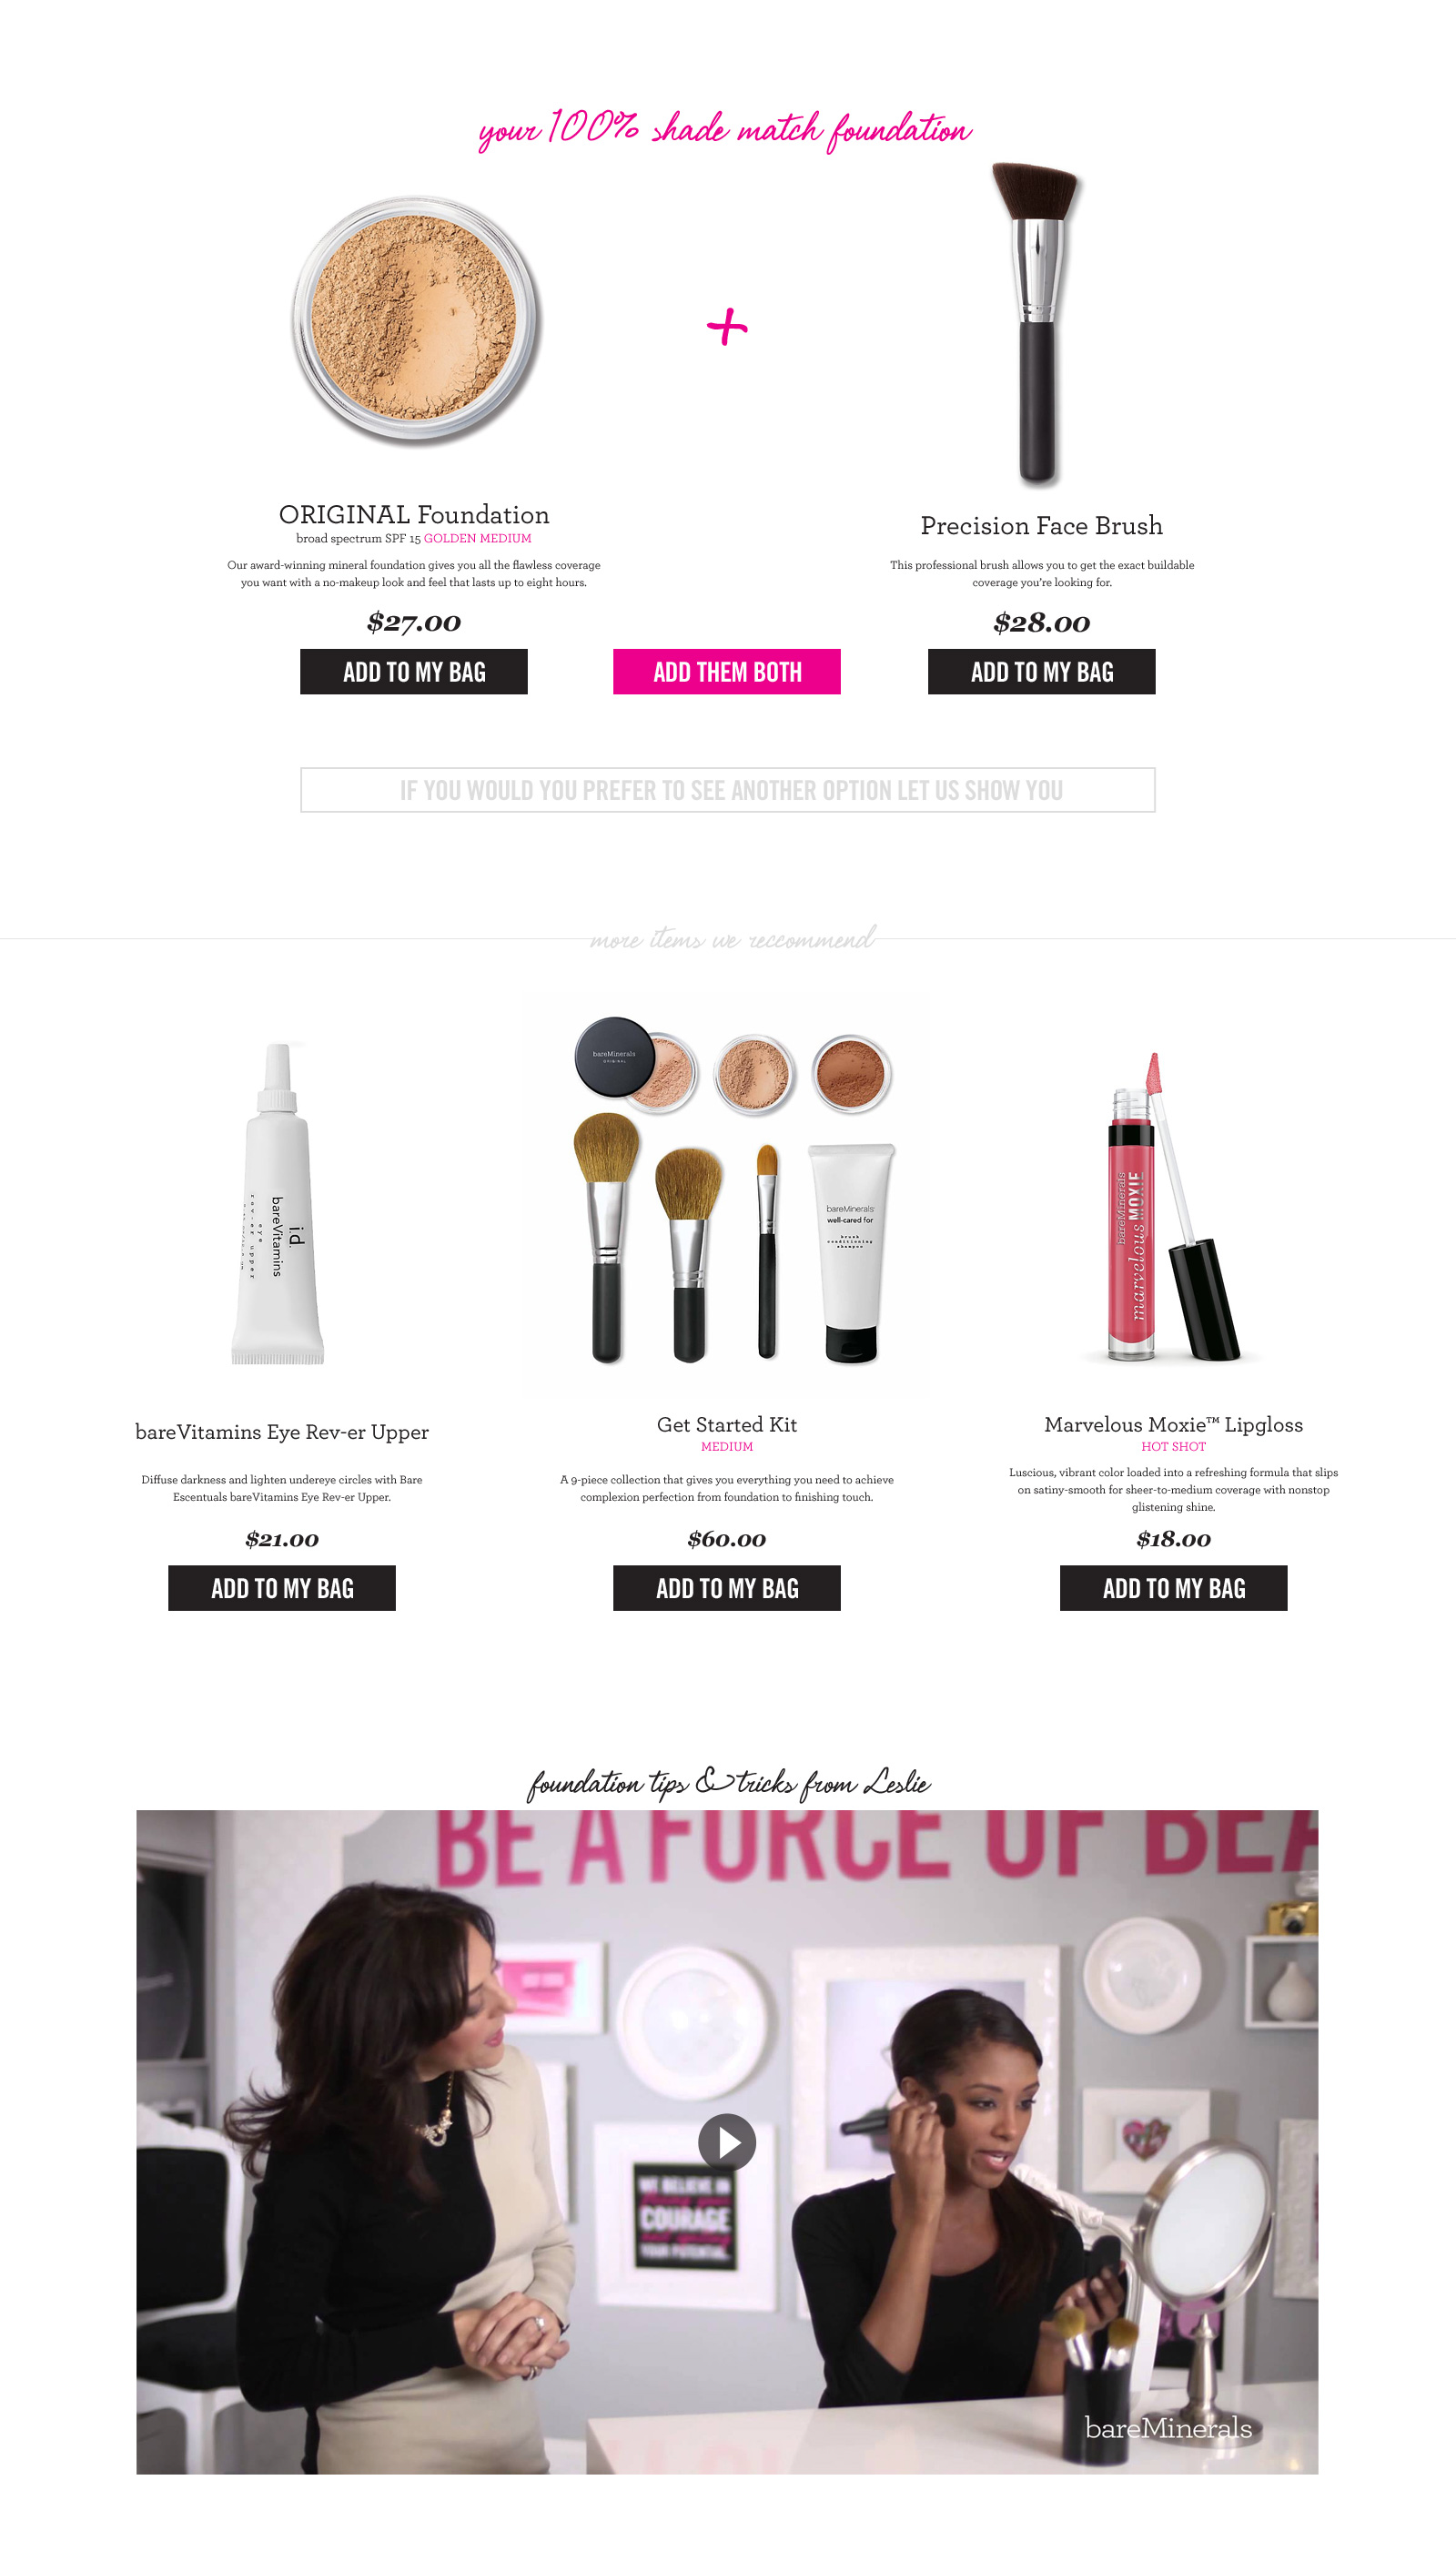 your 100% shade match foundation
ORIGINAL Foundation
broad spectrum SPF 15 GOLDEN MEDIUM
Our award-winning mineral foundation gives you all the flawless coverage
you want with a no-makeup look and feel that lasts up to eight hours.
$27.00
ADD TO MY BAG
ADD THEM BOTH
Precision Face Brush
This professional brush allows you to get the exact buildable
coverage you're looking for.
$28.00
ADD TO MY BAG
IF YOU WOULD YOU PREFER TO SEE ANOTHER OPTION LET US SHOW YOU
more items we reccommend
i.d.
bareVitamins
eye
rev-er upper
bareVitamins Eye Rev-er Upper
Diffuse darkness and lighten undereye circles with Bare
Escentuals bareVitamins Eye Rev-er Upper.
$21.00
ADD TO MY BAG
bareMinerals
ORIGINAL
bareMinerals
well-cared for
brush
conditioning
shampoo
Get Started Kit
MEDIUM
A 9-piece collection that gives you everything you need to achieve
complexion perfection from foundation to finishing touch.
$60.00
ADD TO MY BAG
bareMinerals
marvelous MOXIE
Marvelous Moxie™ Lipgloss
HOT SHOT
Luscious, vibrant color loaded into a refreshing formula that slips
on satiny-smooth for sheer-to-medium coverage with nonstop
glistening shine.
$18.00
ADD TO MY BAG
foundation tips & tricks from Leslie
BE A FORCE OF BEA
WE BELIEVE IN
COURAGE
YOUR POTENTIAL
bareMinerals